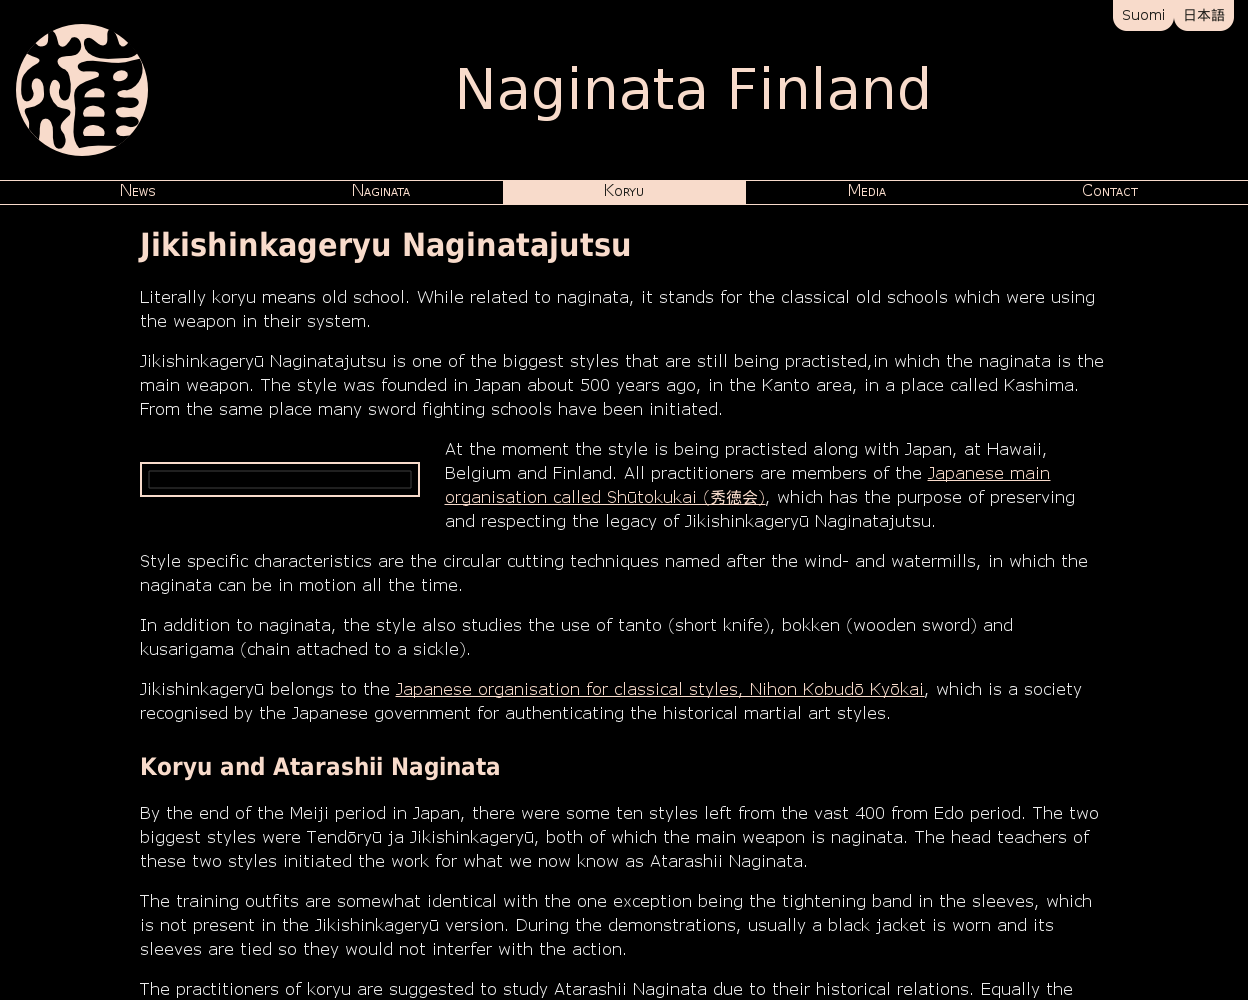 Suomi 日本語
Naginata Finland
News Naginata Koryu Media Contact
Jikishinkageryu Naginatajutsu
Literally koryu means old school. While related to naginata, it stands for the classical old schools which were using
the weapon in their system.
Jikishinkageryū Naginatajutsu is one of the biggest styles that are still being practisted,in which the naginata is the
main weapon. The style was founded in Japan about 500 years ago, in the Kanto area, in a place called Kashima.
From the same place many sword fighting schools have been initiated.
At the moment the style is being practisted along with Japan, at Hawaii,
Belgium and Finland. All practitioners are members of the Japanese main
organisation called Shūtokukai (秀徳会), which has the purpose of preserving
and respecting the legacy of Jikishinkageryū Naginatajutsu.
Style specific characteristics are the circular cutting techniques named after the wind- and watermills, in which the
naginata can be in motion all the time.
In addition to naginata, the style also studies the use of tanto (short knife), bokken (wooden sword) and
kusarigama (chain attached to a sickle).
Jikishinkageryū belongs to the Japanese organisation for classical styles, Nihon Kobudō Kyōkai, which is a society
recognised by the Japanese government for authenticating the historical martial art styles.
Koryu and Atarashii Naginata
By the end of the Meiji period in Japan, there were some ten styles left from the vast 400 from Edo period. The two
biggest styles were Tendōryū ja Jikishinkageryū, both of which the main weapon is naginata. The head teachers of
these two styles initiated the work for what we now know as Atarashii Naginata.
The training outfits are somewhat identical with the one exception being the tightening band in the sleeves, which
is not present in the Jikishinkageryū version. During the demonstrations, usually a black jacket is worn and its
sleeves are tied so they would not interfer with the action.
The practitioners of koryu are suggested to study Atarashii Naginata due to their historical relations. Equally the